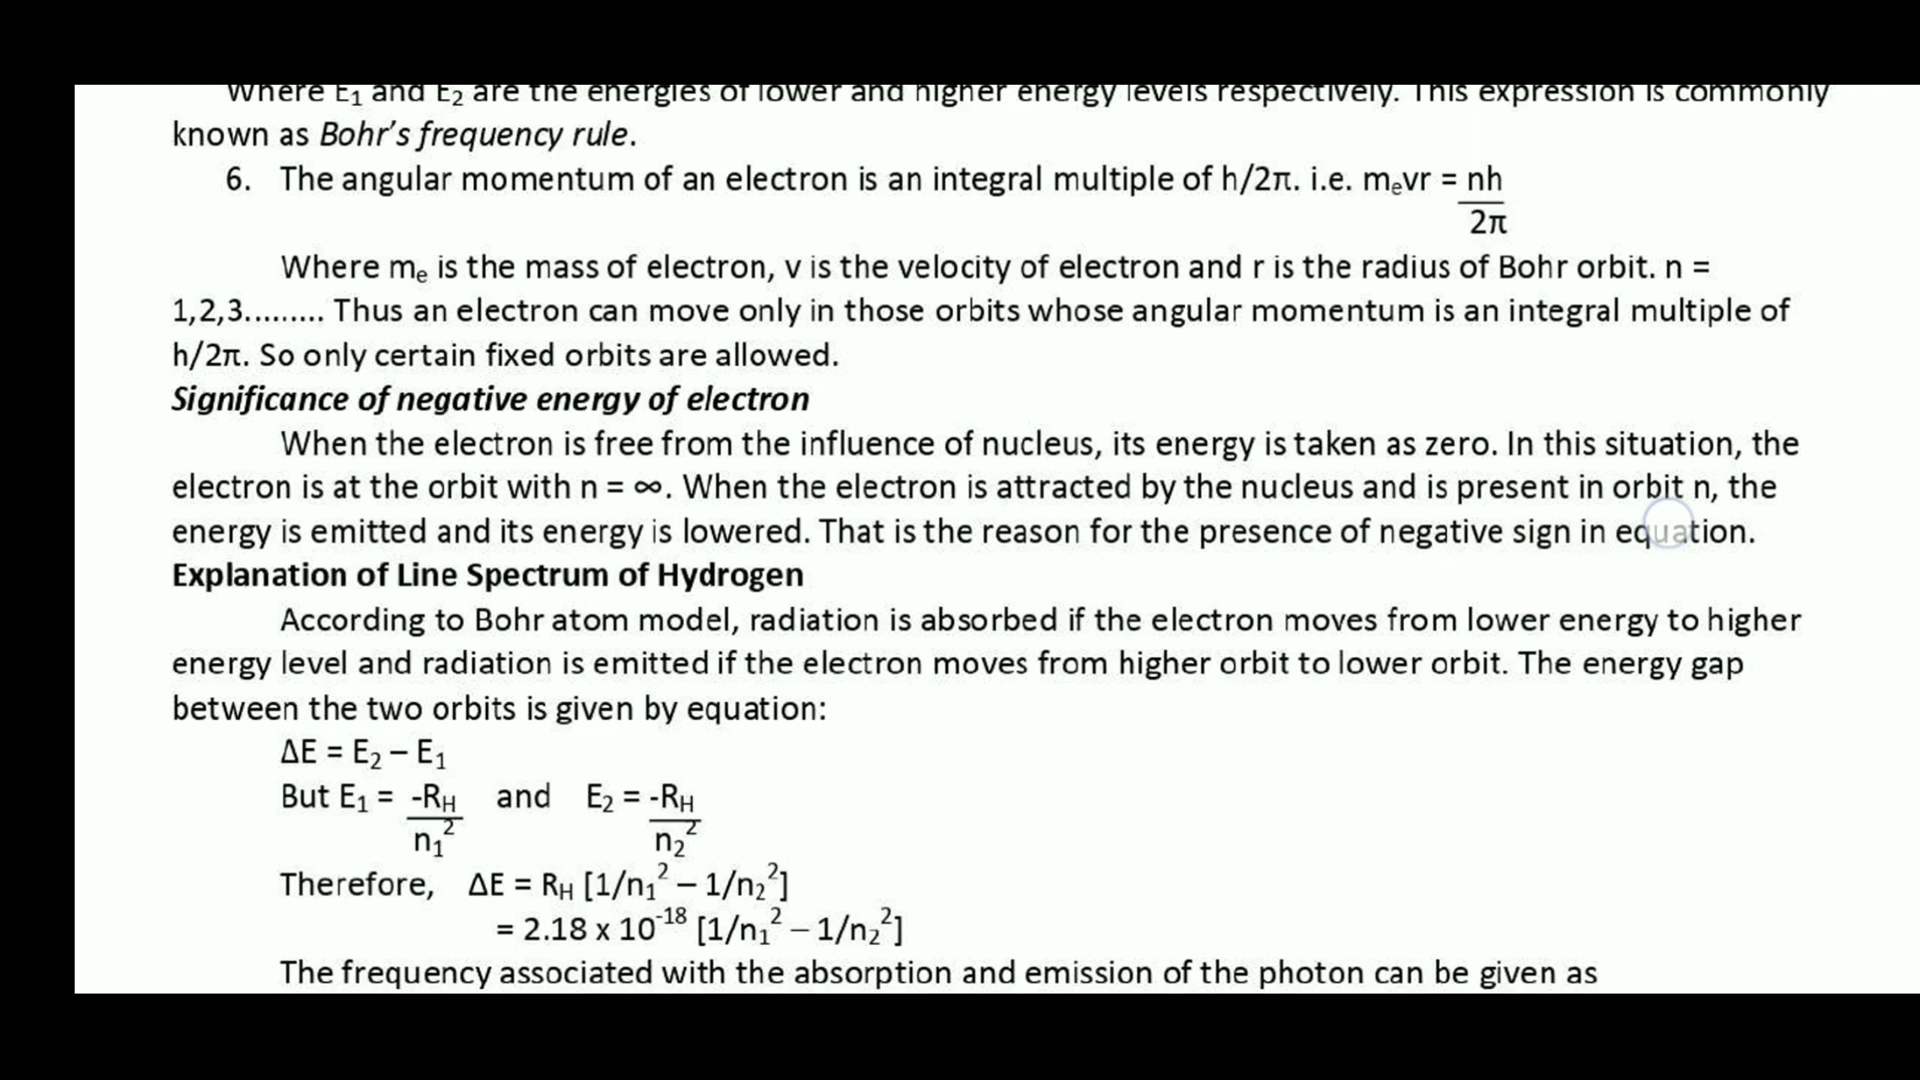 Where E₁ and E₂ are the energies of lower and higher energy levels respectively. This expression is commonly
known as Bohr's frequency rule.
6. The angular momentum of an electron is an integral multiple of h/2π. i.e. mₑvr = nh
2π
Where mₑ is the mass of electron, v is the velocity of electron and r is the radius of Bohr orbit. n =
1,2,3......... Thus an electron can move only in those orbits whose angular momentum is an integral multiple of
h/2π. So only certain fixed orbits are allowed.
Significance of negative energy of electron
When the electron is free from the influence of nucleus, its energy is taken as zero. In this situation, the
electron is at the orbit with n = ∞. When the electron is attracted by the nucleus and is present in orbit n, the
energy is emitted and its energy is lowered. That is the reason for the presence of negative sign in equation.
Explanation of Line Spectrum of Hydrogen
According to Bohr atom model, radiation is absorbed if the electron moves from lower energy to higher
energy level and radiation is emitted if the electron moves from higher orbit to lower orbit. The energy gap
between the two orbits is given by equation:
ΔE = E₂ – E₁
But E₁ = -R_H and E₂ = -R_H
n₁² n₂²
Therefore, ΔE = R_H [1/n₁² – 1/n₂²]
= 2.18 x 10⁻¹⁸ [1/n₁² – 1/n₂²]
The frequency associated with the absorption and emission of the photon can be given as